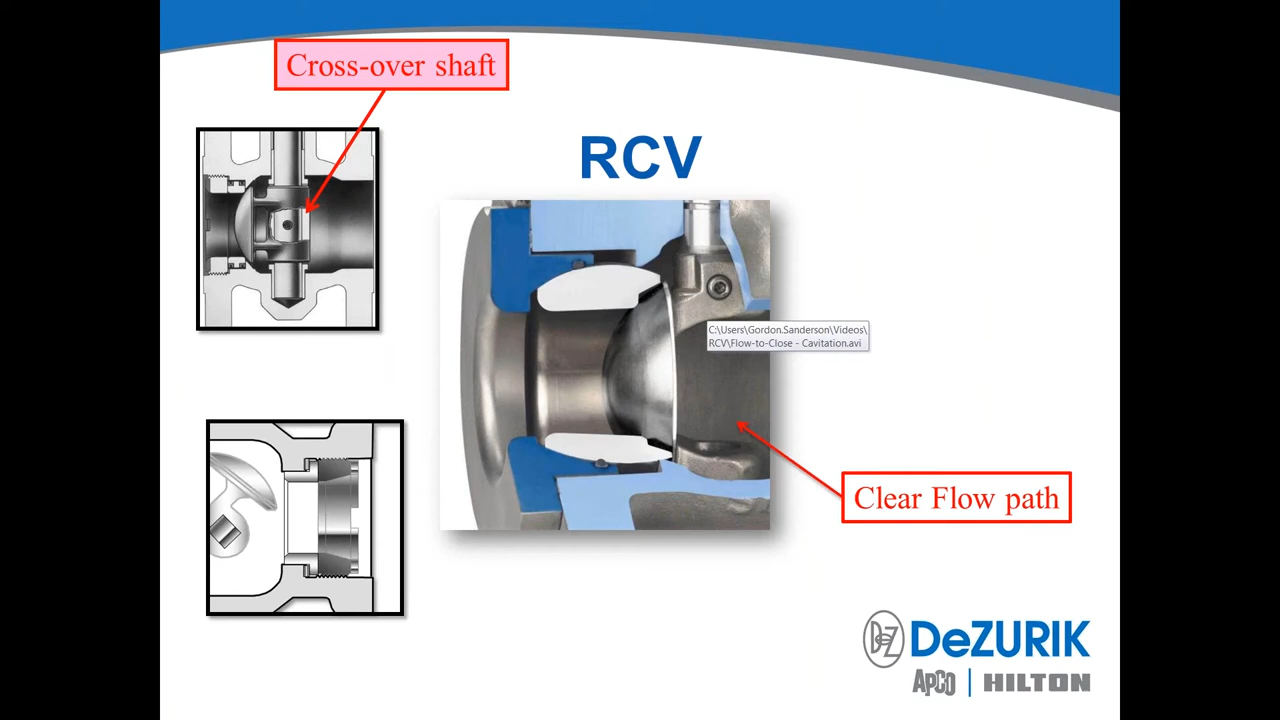 Cross-over shaft
RCV
C:\Users\Gordon.Sanderson\Videos\
RCV\Flow-to-Close - Cavitation.avi
Clear Flow path
DeZ DeZURIK
APCO | HILTON